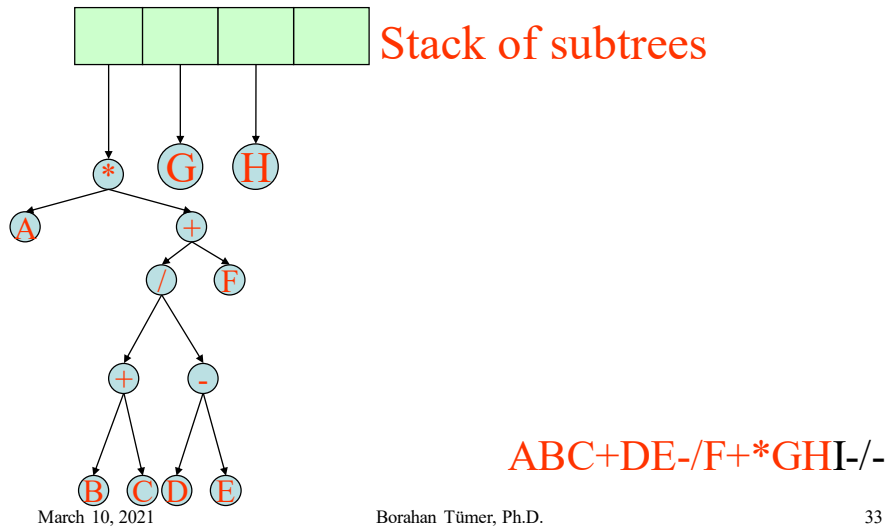 Stack of subtrees
* G H
A +
/ F
+ -
B C D E
ABC+DE-/F+*GHI-/-
March 10, 2021 Borahan Tümer, Ph.D. 33